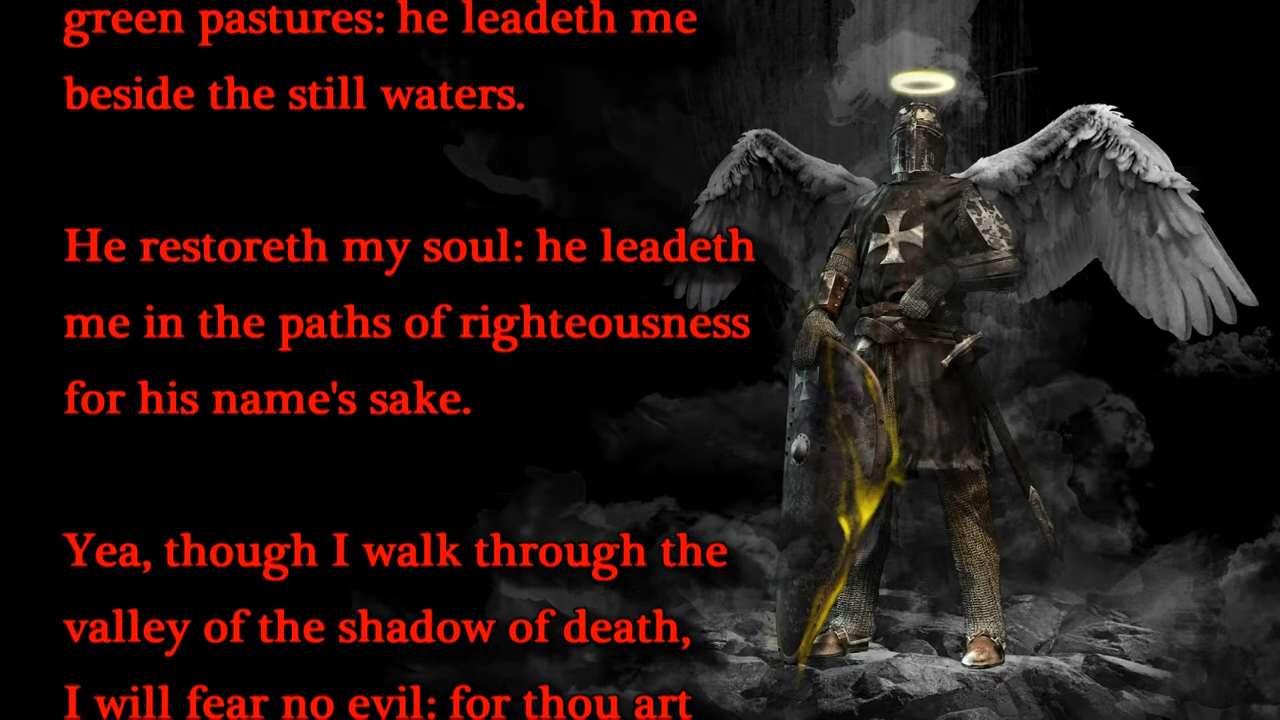 green pastures: he leadeth me
beside the still waters.
He restoreth my soul: he leadeth
me in the paths of righteousness
for his name's sake.
Yea, though I walk through the
valley of the shadow of death,
I will fear no evil: for thou art